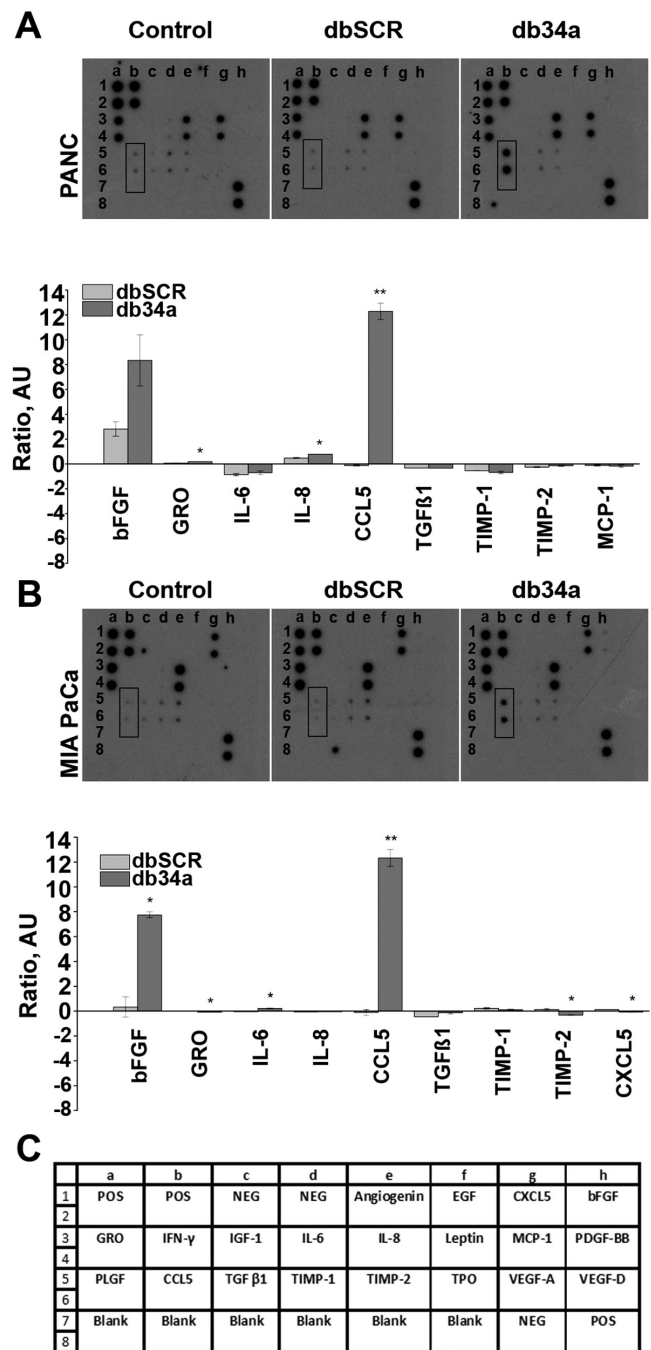 A
Control dbSCR db34a
a b c d e f g h a b c d e f g h a b c d e f g h
1 1 1
2 2 2
3 3 3
4 4 4
5 5 5
6 6 6
7 7 7
8 8 8
PANC
14
12
10
8
6
4
2
0
-2
-4
-6
-8
Ratio, AU
dbSCR
db34a
* * **
bFGF GRO IL-6 IL-8 CCL5 TGFß1 TIMP-1 TIMP-2 MCP-1
B
Control dbSCR db34a
a b c d e f g h a b c d e f g h a b c d e f g h
1 1 1
2 2 2
3 3 3
4 4 4
5 5 5
6 6 6
7 7 7
8 8 8
MIA PaCa
14
12
10
8
6
4
2
0
-2
-4
-6
-8
Ratio, AU
dbSCR
db34a
* * * ** * *
bFGF GRO IL-6 IL-8 CCL5 TGFß1 TIMP-1 TIMP-2 CXCL5
C
a b c d e f g h
1 POS POS NEG NEG Angiogenin EGF CXCL5 bFGF
2
3 GRO IFN-γ IGF-1 IL-6 IL-8 Leptin MCP-1 PDGF-BB
4
5 PLGF CCL5 TGF β1 TIMP-1 TIMP-2 TPO VEGF-A VEGF-D
6
7 Blank Blank Blank Blank Blank Blank NEG POS
8